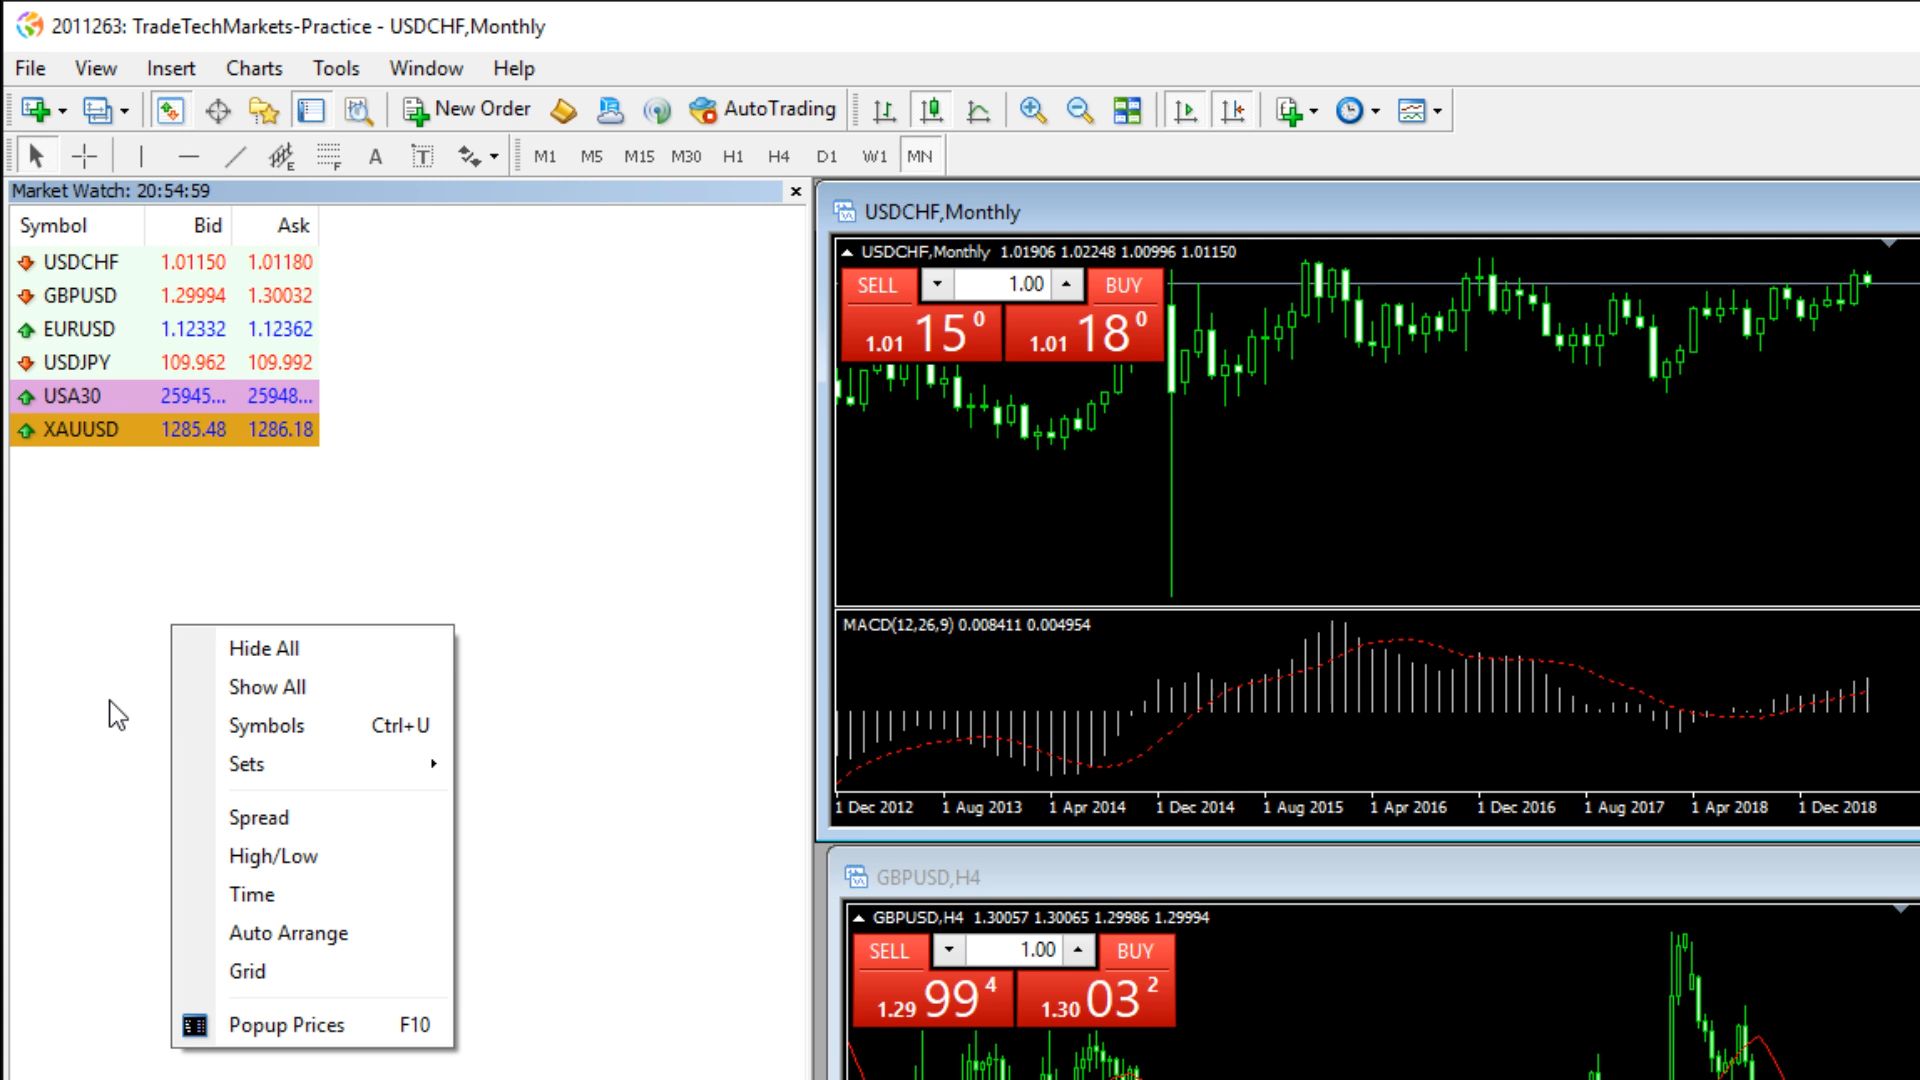 2011263: TradeTechMarkets-Practice - USDCHF,Monthly
File View Insert Charts Tools Window Help
New Order AutoTrading
E F A T M1 M5 M15 M30 H1 H4 D1 W1 MN
Market Watch: 20:54:59
Symbol Bid Ask
USDCHF 1.01150 1.01180
GBPUSD 1.29994 1.30032
EURUSD 1.12332 1.12362
USDJPY 109.962 109.992
USA30 25945... 25948...
XAUUSD 1285.48 1286.18
Hide All
Show All
Symbols Ctrl+U
Sets
Spread
High/Low
Time
Auto Arrange
Grid
Popup Prices F10
USDCHF,Monthly
USDCHF,Monthly 1.01906 1.02248 1.00996 1.01150
SELL 1.00 BUY
1.01 15 0 1.01 18 0
MACD(12,26,9) 0.008411 0.004954
1 Dec 2012 1 Aug 2013 1 Apr 2014 1 Dec 2014 1 Aug 2015 1 Apr 2016 1 Dec 2016 1 Aug 2017 1 Apr 2018 1 Dec 2018
GBPUSD,H4
GBPUSD,H4 1.30057 1.30065 1.29986 1.29994
SELL 1.00 BUY
1.29 99 4 1.30 03 2